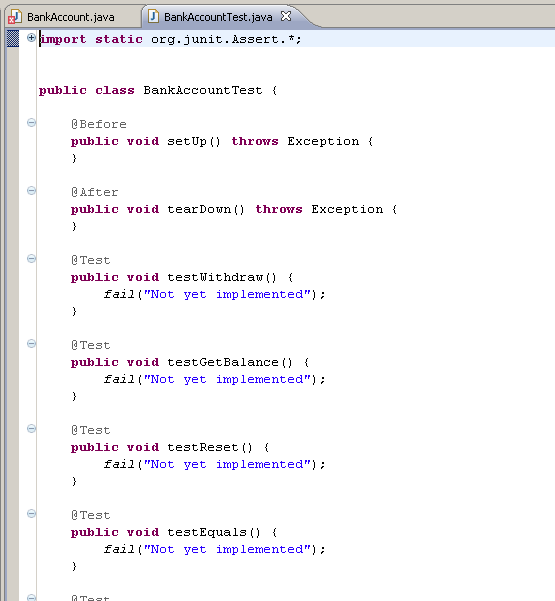 BankAccount.java
BankAccountTest.java
import static org.junit.Assert.*;
public class BankAccountTest {
@Before
public void setUp() throws Exception {
}
@After
public void tearDown() throws Exception {
}
@Test
public void testWithdraw() {
fail("Not yet implemented");
}
@Test
public void testGetBalance() {
fail("Not yet implemented");
}
@Test
public void testReset() {
fail("Not yet implemented");
}
@Test
public void testEquals() {
fail("Not yet implemented");
}
@Test